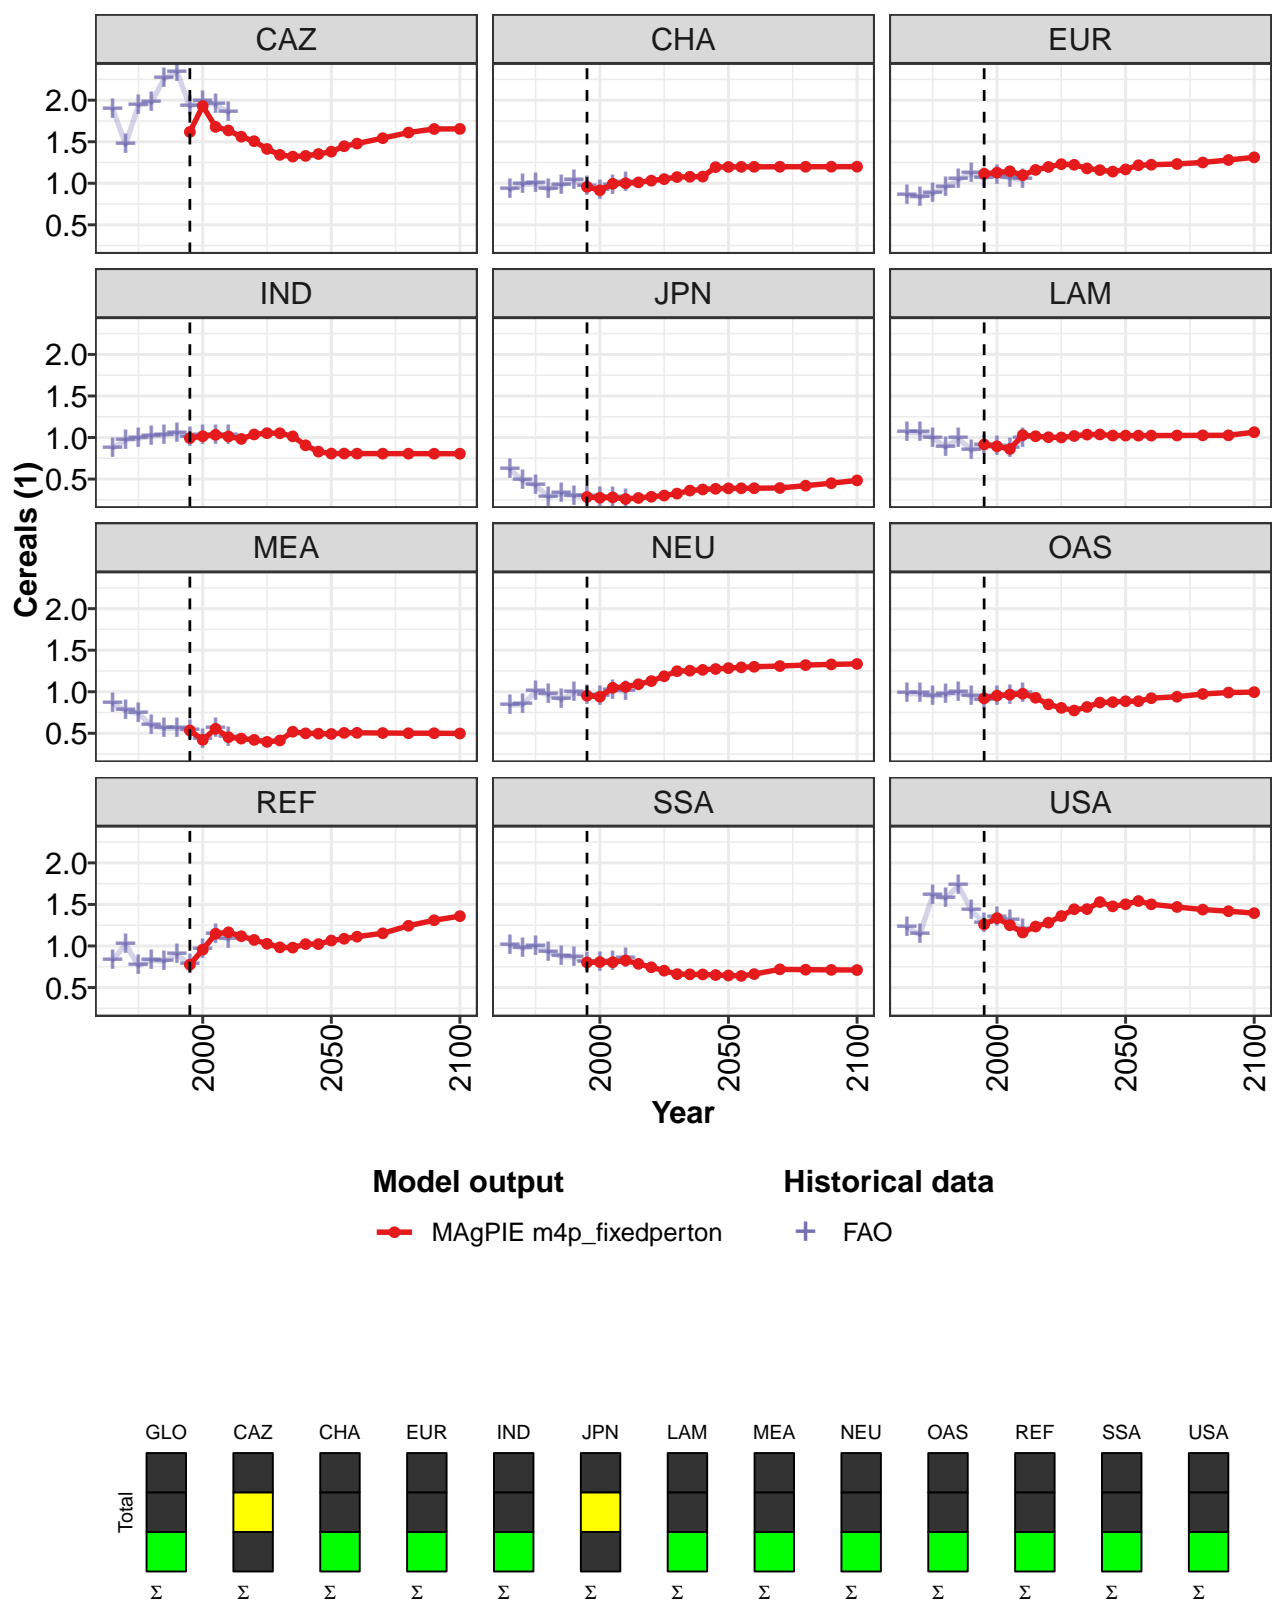 CAZ CHA EUR
2.0
1.5
1.0
0.5
IND JPN LAM
2.0
1.5
1.0
0.5
MEA NEU OAS
2.0
1.5
1.0
0.5
REF SSA USA
2.0
1.5
1.0
0.5
Cereals (1)
2000 2050 2100 2000 2050 2100 2000 2050 2100
Year
Model output Historical data
MAgPIE m4p_fixedperton FAO
GLO CAZ CHA EUR IND JPN LAM MEA NEU OAS REF SSA USA
Total
Σ Σ Σ Σ Σ Σ Σ Σ Σ Σ Σ Σ Σ